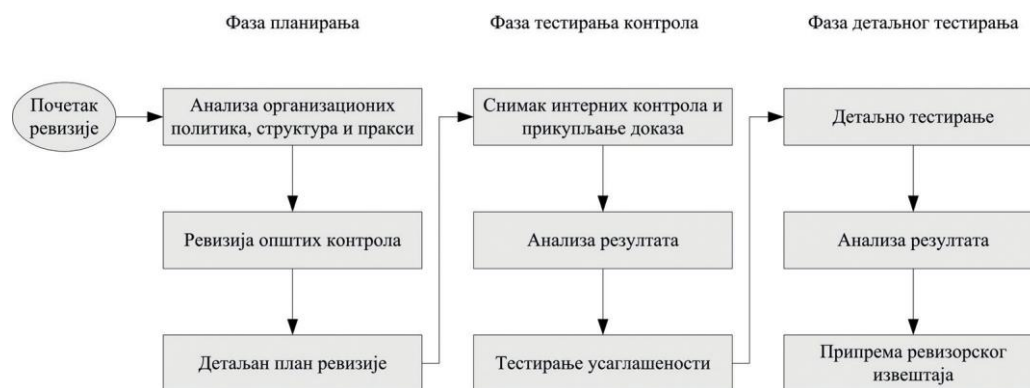 Фаза планирања
Фаза тестирања контрола
Фаза детаљног тестирања
Почетак
ревизије
Анализа организационих
политика, структура и пракси
Ревизија општих контрола
Детаљан план ревизије
Снимак интерних контрола и
прикупљање доказа
Анализа резултата
Тестирање усаглашености
Детаљно тестирање
Анализа резултата
Припрема ревизорског
извештаја